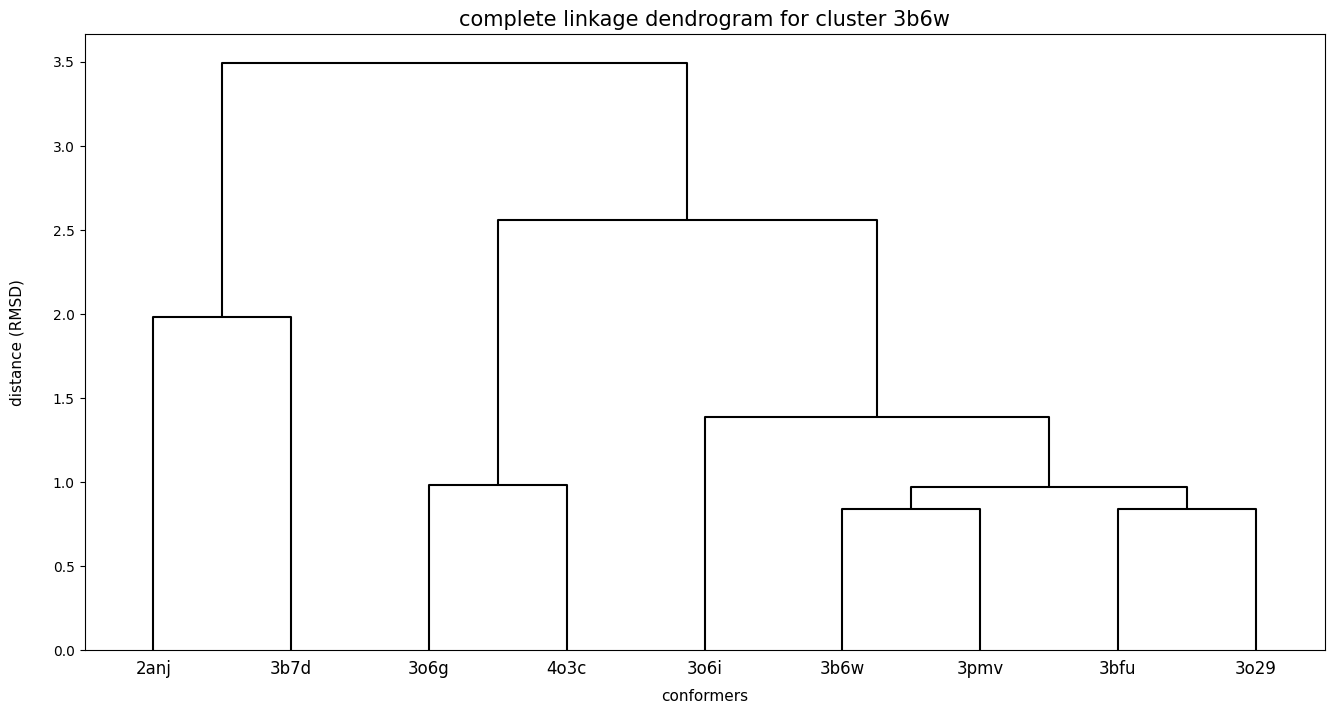 complete linkage dendrogram for cluster 3b6w
3.5
3.0
2.5
2.0
1.5
1.0
0.5
0.0
distance (RMSD)
2anj 3b7d 3o6g 4o3c 3o6i 3b6w 3pmv 3bfu 3o29
conformers